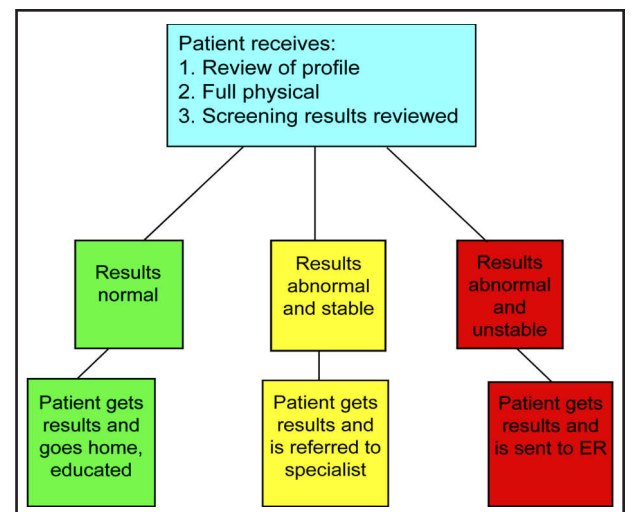 Patient receives:
1. Review of profile
2. Full physical
3. Screening results reviewed
Results
normal
Results
abnormal
and stable
Results
abnormal
and
unstable
Patient gets
results and
goes home,
educated
Patient gets
results and
is referred to
specialist
Patient gets
results and
is sent to ER